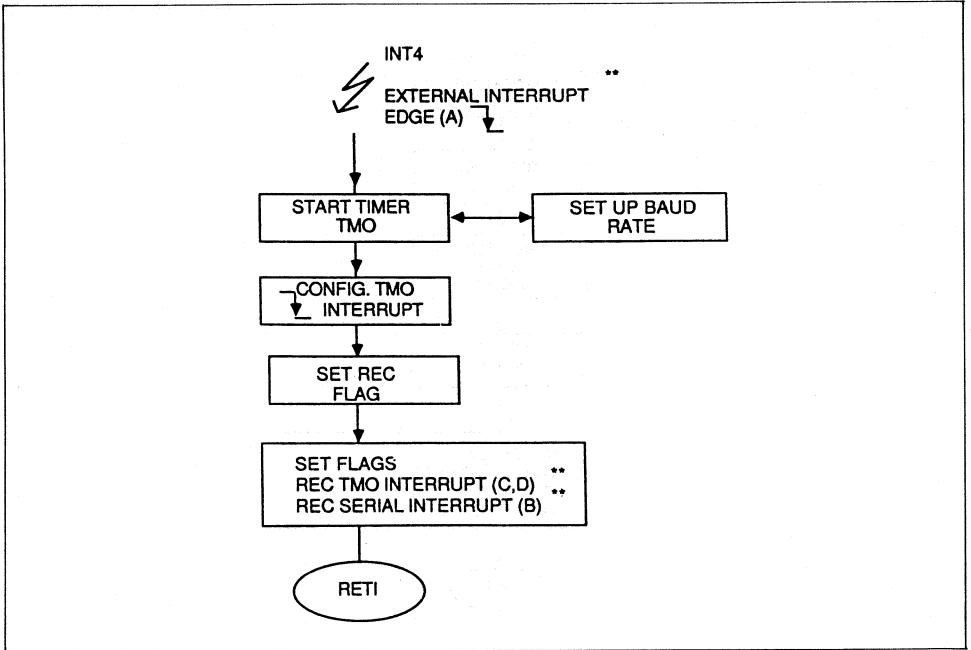 INT4
**
EXTERNAL INTERRUPT
EDGE (A)
START TIMER
TMO
SET UP BAUD
RATE
CONFIG. TMO
INTERRUPT
SET REC
FLAG
SET FLAGS
REC TMO INTERRUPT (C,D) **
REC SERIAL INTERRUPT (B) **
RETI